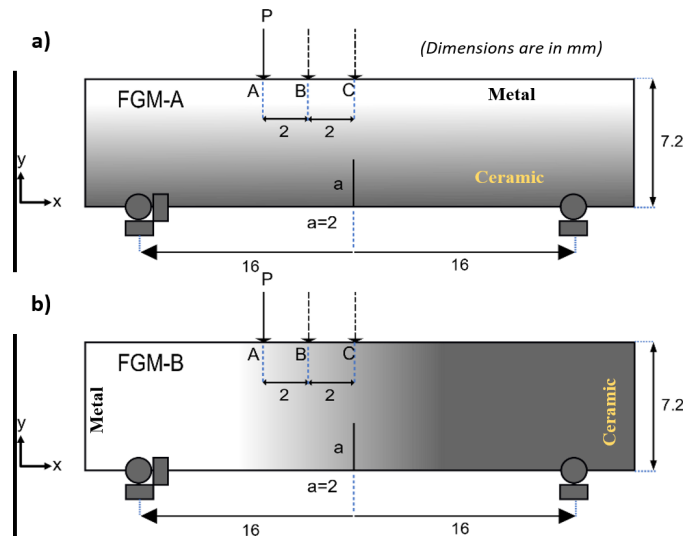 P
a)
(Dimensions are in mm)
FGM-A
A
B
C
Metal
2
2
7.2
y
x
a
Ceramic
a=2
16
16
P
b)
FGM-B
A
B
C
Metal
2
2
Ceramic
7.2
y
x
a
a=2
16
16